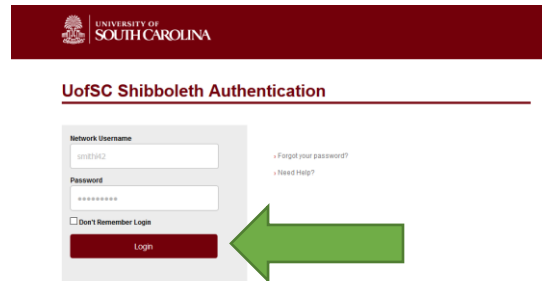 UNIVERSITY OF
SOUTH CAROLINA
UofSC Shibboleth Authentication
Network Username
smithl42
Forgot your password?
Need Help?
Password
•••••••••
Don't Remember Login
Login